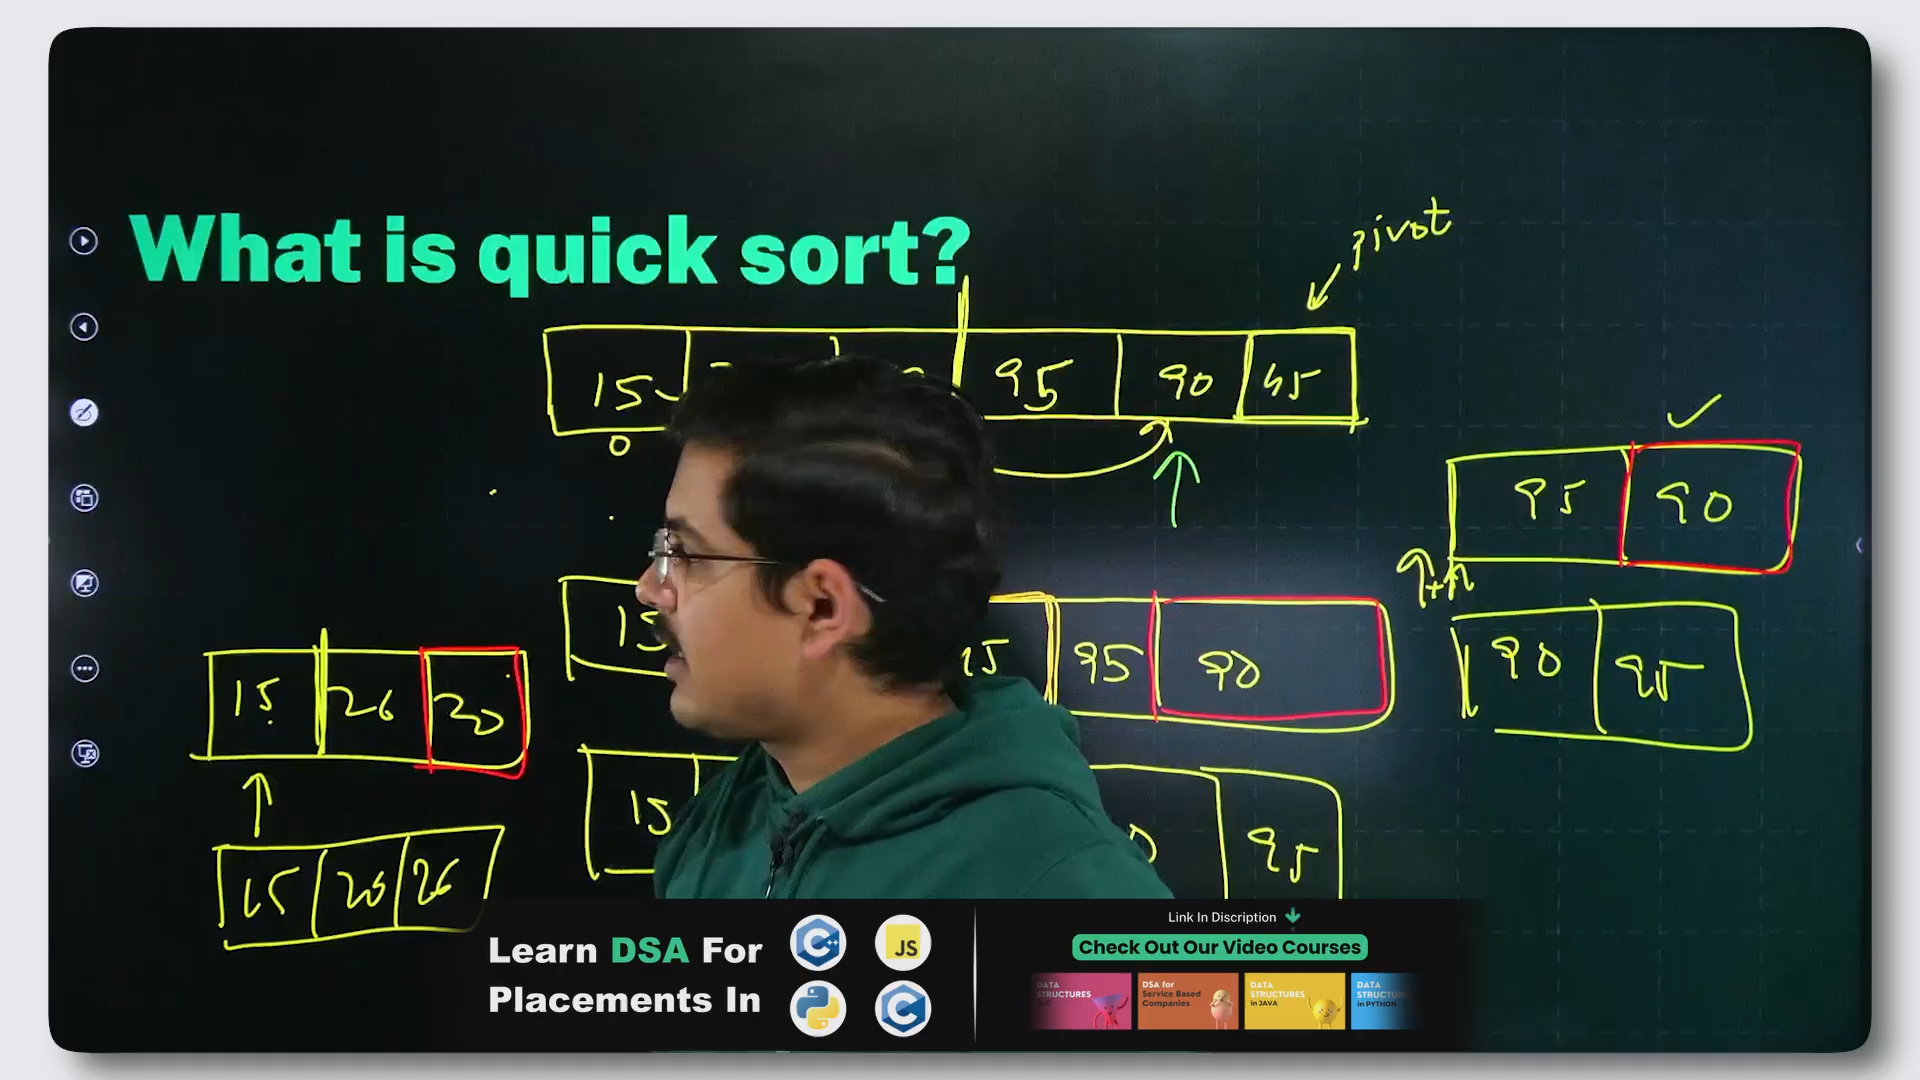 What is quick sort?
pivot
15 95 90 45
0
95 90
15 95 90
90 95
15 26 20
15 95
15 20 26
Learn DSA For
Placements In
C++ JS
C
Link In Discription
Check Out Our Video Courses
DATA STRUCTURES
DSA for Service Based Companies
DATA STRUCTURES in JAVA
DATA STRUCTURES in PYTHON